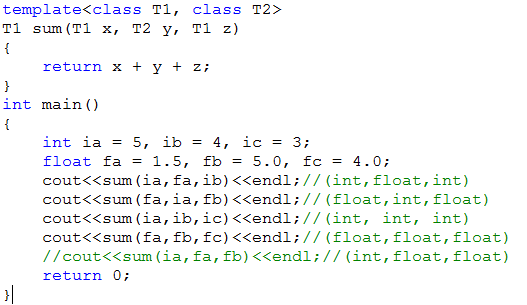 template<class T1, class T2>
T1 sum(T1 x, T2 y, T1 z)
{
    return x + y + z;
}
int main()
{
    int ia = 5, ib = 4, ic = 3;
    float fa = 1.5, fb = 5.0, fc = 4.0;
    cout<<sum(ia,fa,ib)<<endl;//(int,float,int)
    cout<<sum(fa,ia,fb)<<endl;//(float,int,float)
    cout<<sum(ia,ib,ic)<<endl;//(int, int, int)
    cout<<sum(fa,fb,fc)<<endl;//(float,float,float)
    //cout<<sum(ia,fa,fb)<<endl;//(int,float,float)
    return 0;
}